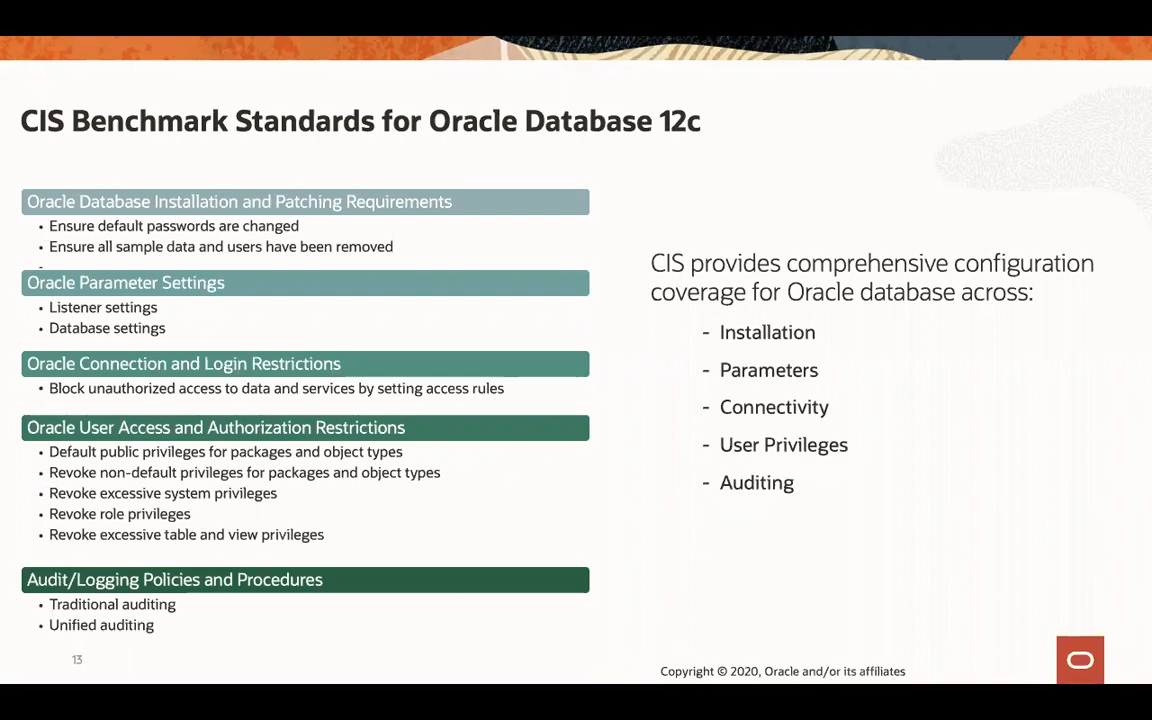 CIS Benchmark Standards for Oracle Database 12c
Oracle Database Installation and Patching Requirements
• Ensure default passwords are changed
• Ensure all sample data and users have been removed
Oracle Parameter Settings
• Listener settings
• Database settings
Oracle Connection and Login Restrictions
• Block unauthorized access to data and services by setting access rules
Oracle User Access and Authorization Restrictions
• Default public privileges for packages and object types
• Revoke non-default privileges for packages and object types
• Revoke excessive system privileges
• Revoke role privileges
• Revoke excessive table and view privileges
Audit/Logging Policies and Procedures
• Traditional auditing
• Unified auditing
CIS provides comprehensive configuration
coverage for Oracle database across:
- Installation
- Parameters
- Connectivity
- User Privileges
- Auditing
13
Copyright © 2020, Oracle and/or its affiliates